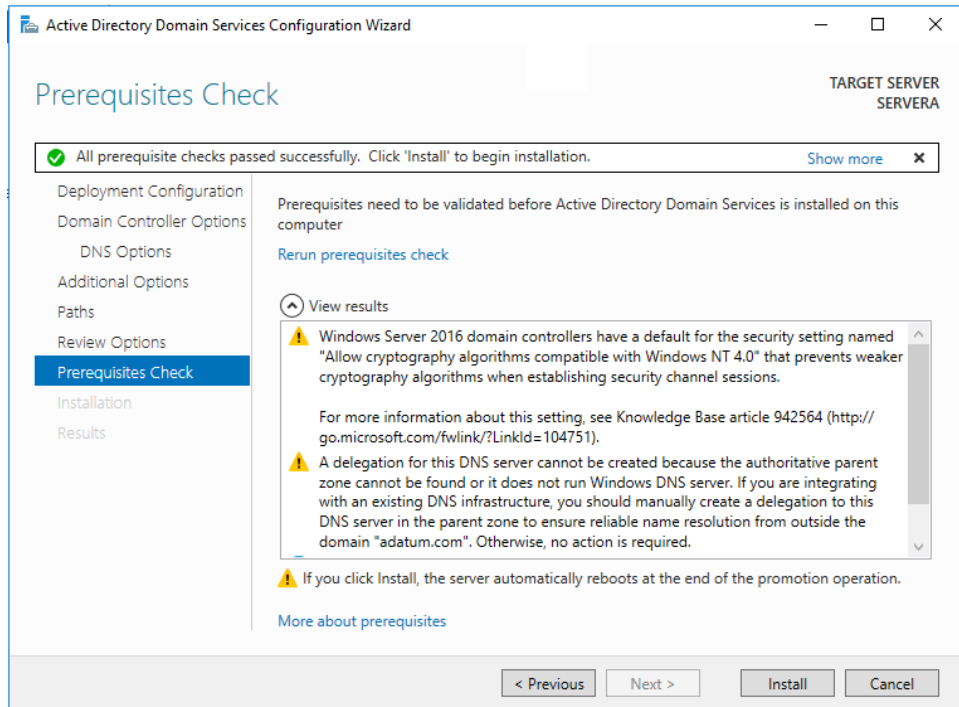 Active Directory Domain Services Configuration Wizard
Prerequisites Check
TARGET SERVER
SERVERA
All prerequisite checks passed successfully.  Click 'Install' to begin installation.
Show more
Deployment Configuration
Domain Controller Options
DNS Options
Additional Options
Paths
Review Options
Prerequisites Check
Installation
Results
Prerequisites need to be validated before Active Directory Domain Services is installed on this
computer
Rerun prerequisites check
View results
Windows Server 2016 domain controllers have a default for the security setting named
"Allow cryptography algorithms compatible with Windows NT 4.0" that prevents weaker
cryptography algorithms when establishing security channel sessions.
For more information about this setting, see Knowledge Base article 942564 (http://
go.microsoft.com/fwlink/?LinkId=104751).
A delegation for this DNS server cannot be created because the authoritative parent
zone cannot be found or it does not run Windows DNS server. If you are integrating
with an existing DNS infrastructure, you should manually create a delegation to this
DNS server in the parent zone to ensure reliable name resolution from outside the
domain "adatum.com". Otherwise, no action is required.
If you click Install, the server automatically reboots at the end of the promotion operation.
More about prerequisites
< Previous
Next >
Install
Cancel